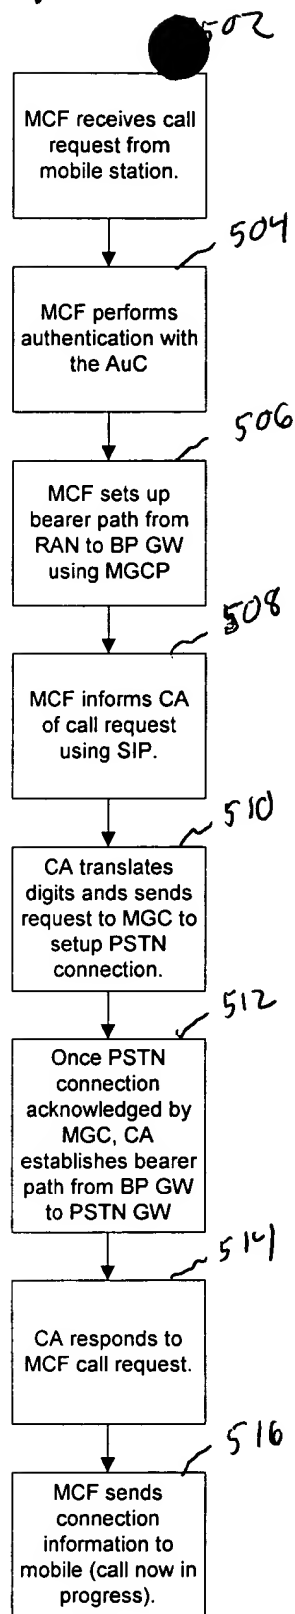 502
MCF receives call
request from
mobile station.
504
MCF performs
authentication with
the AuC
506
MCF sets up
bearer path from
RAN to BP GW
using MGCP
508
MCF informs CA
of call request
using SIP.
510
CA translates
digits ands sends
request to MGC to
setup PSTN
connection.
512
Once PSTN
connection
acknowledged by
MGC, CA
establishes bearer
path from BP GW
to PSTN GW
514
CA responds to
MCF call request.
516
MCF sends
connection
information to
mobile (call now in
progress).